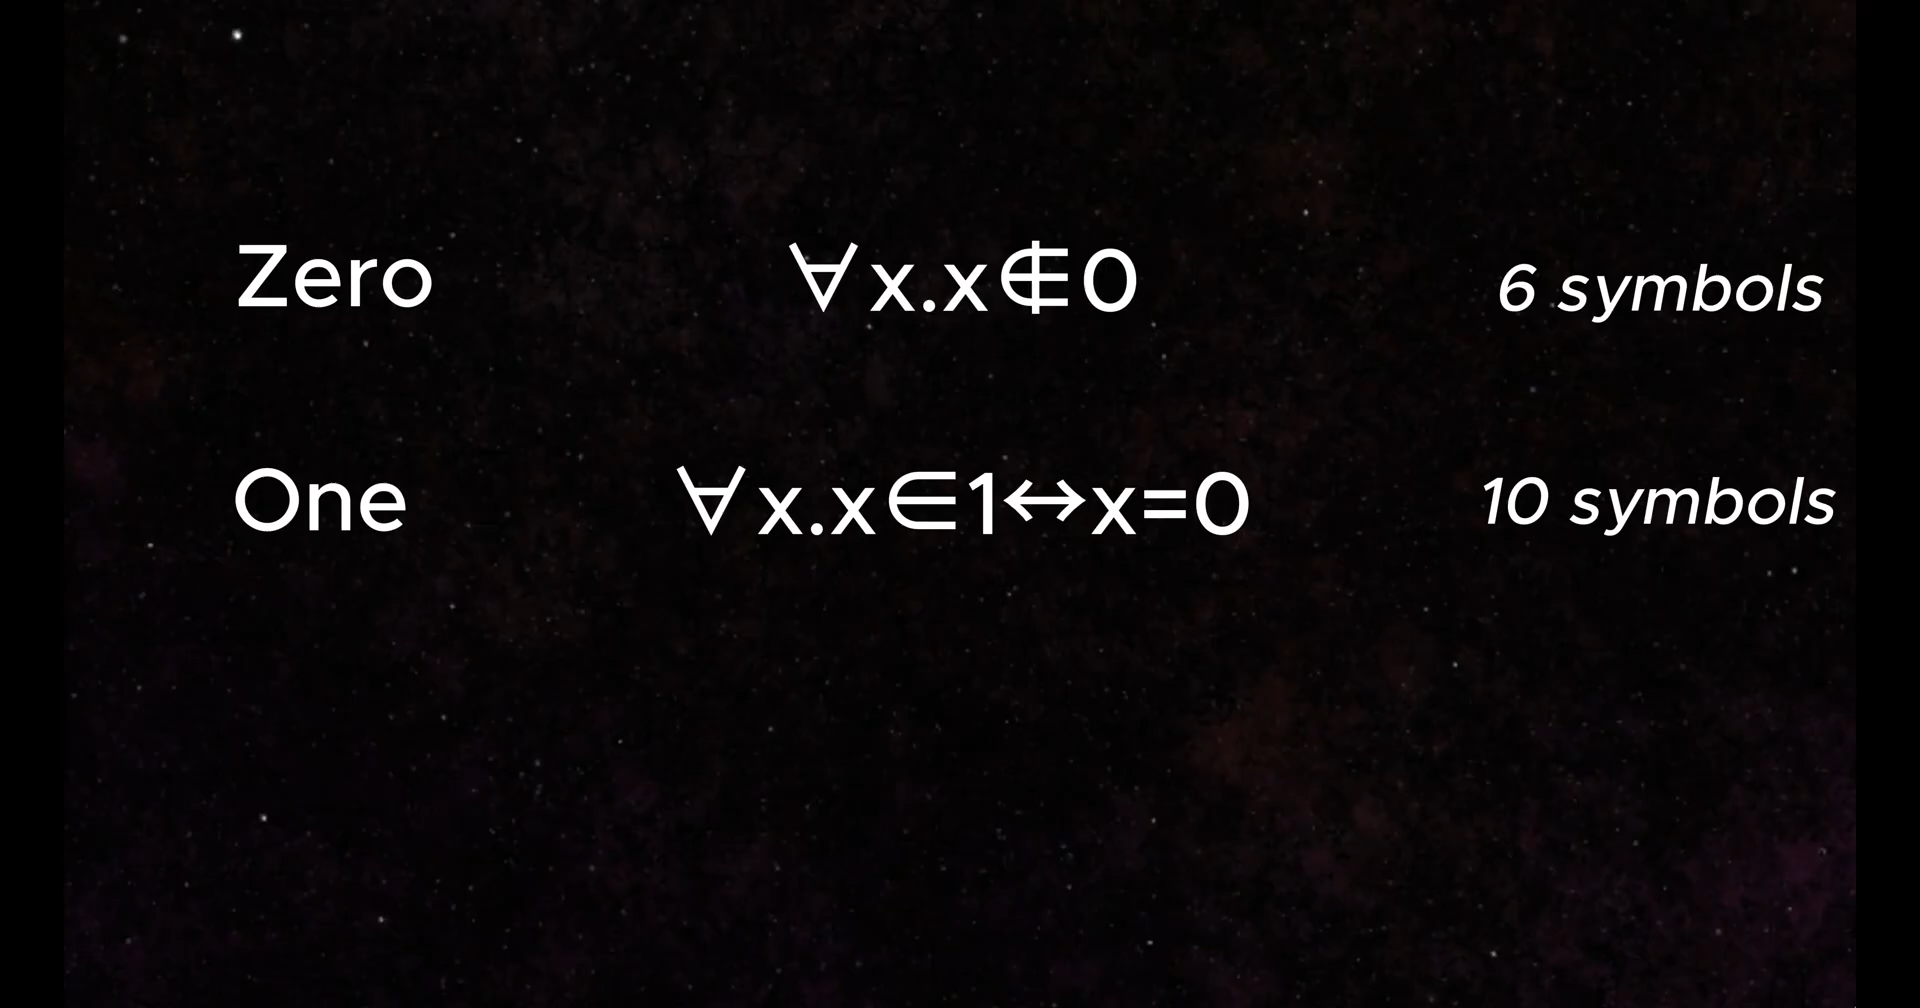 Zero ∀x.x∉0 6 symbols
One ∀x.x∈1↔x=0 10 symbols